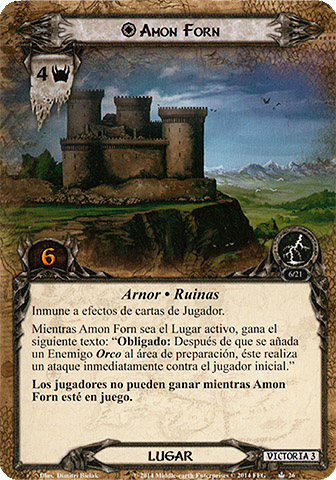 Amon Forn
4
6
6/21
Arnor • Ruinas
Inmune a efectos de cartas de Jugador.
Mientras Amon Forn sea el Lugar activo, gana el
siguiente texto: “Obligado: Después de que se añada
un Enemigo Orco al área de preparación, éste realiza
un ataque inmediatamente contra el jugador inicial.”
Los jugadores no pueden ganar mientras Amon
Forn esté en juego.
LUGAR
VICTORIA 3
Ilus. Dimitri Bielak
© 2014 Middle-earth Enterprises © 2014 FFG
26